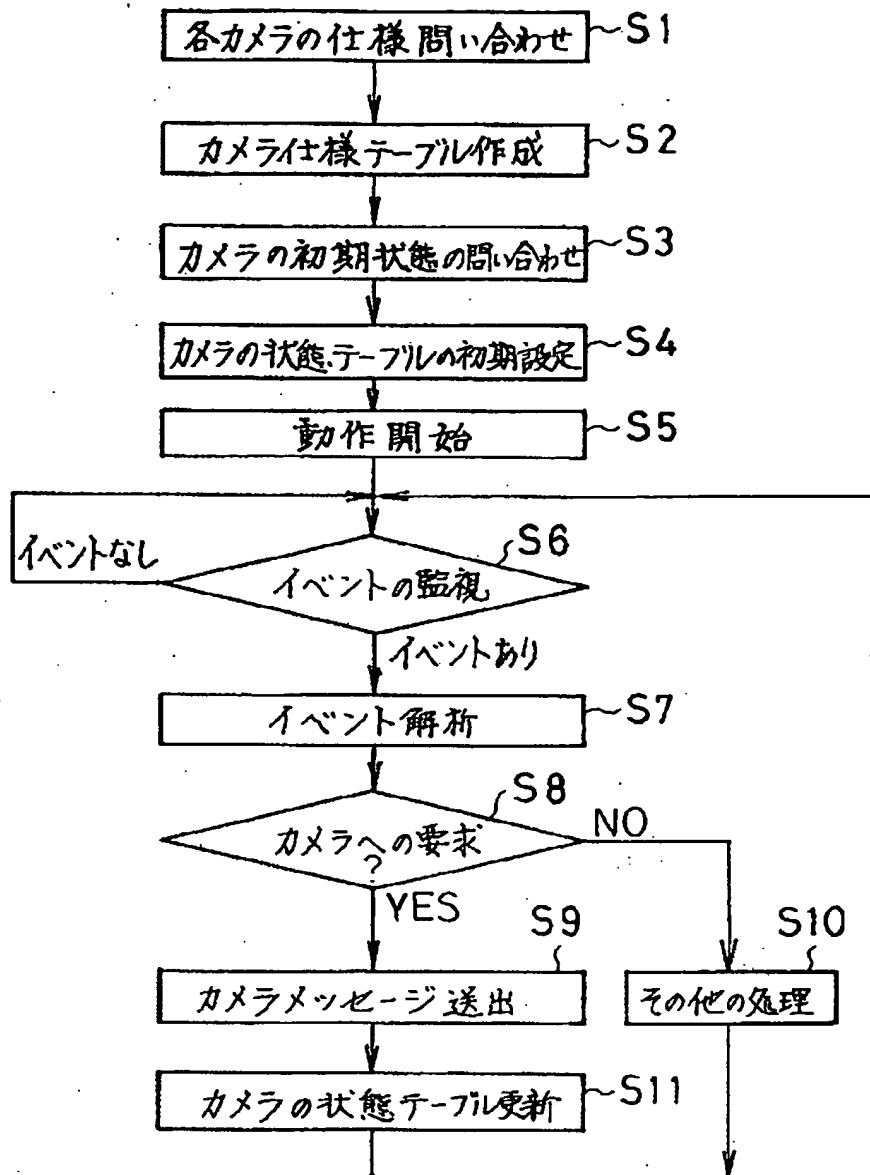 各カメラの仕様問い合わせ S1
カメラ仕様テーブル作成 S2
カメラの初期状態の問い合わせ S3
カメラの状態テーブルの初期設定 S4
動作開始 S5
イベントなし
S6
イベントの監視
イベントあり
イベント解析 S7
S8
カメラへの要求
?
NO
YES
S9
S10
カメラメッセージ送出
その他の処理
カメラの状態テーブル更新 S11